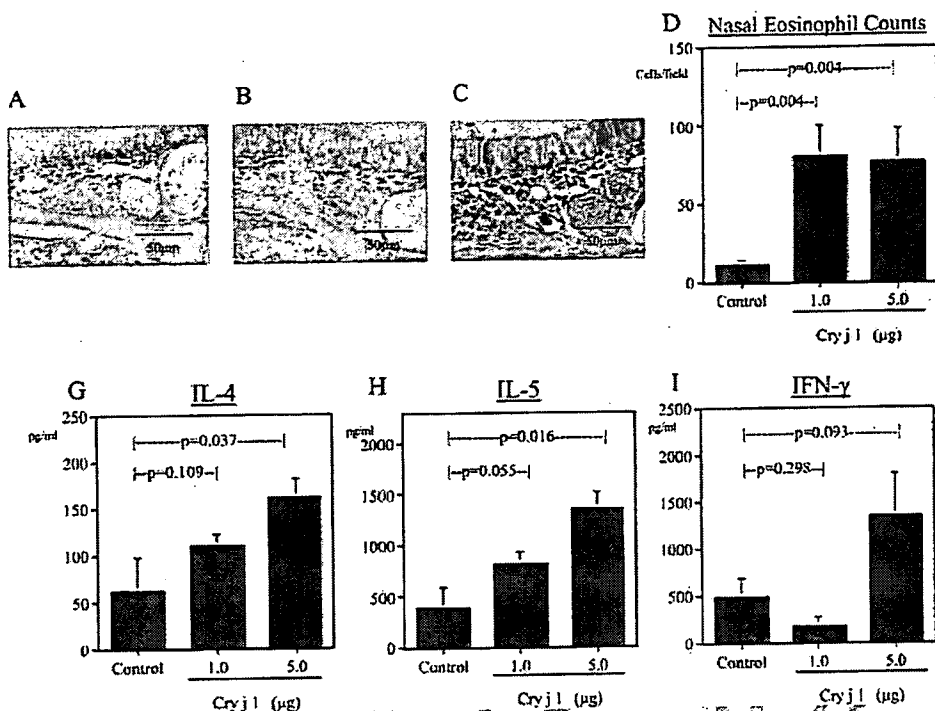 D Nasal Eosinophil Counts
Cells/field
150
100
50
0
p=0.004
p=0.004
Control 1.0 5.0
Cry j 1 (μg)
A
B
C
50μm
50μm
50μm
G IL-4
pg/ml
250
200
150
100
50
0
p=0.037
p=0.109
Control 1.0 5.0
Cry j 1 (μg)
H IL-5
pg/ml
2000
1500
1000
500
0
p=0.016
p=0.055
Control 1.0 5.0
Cry j 1 (μg)
I IFN-γ
pg/ml
2500
2000
1500
1000
500
0
p=0.093
p=0.298
Control 1.0 5.0
Cry j 1 (μg)